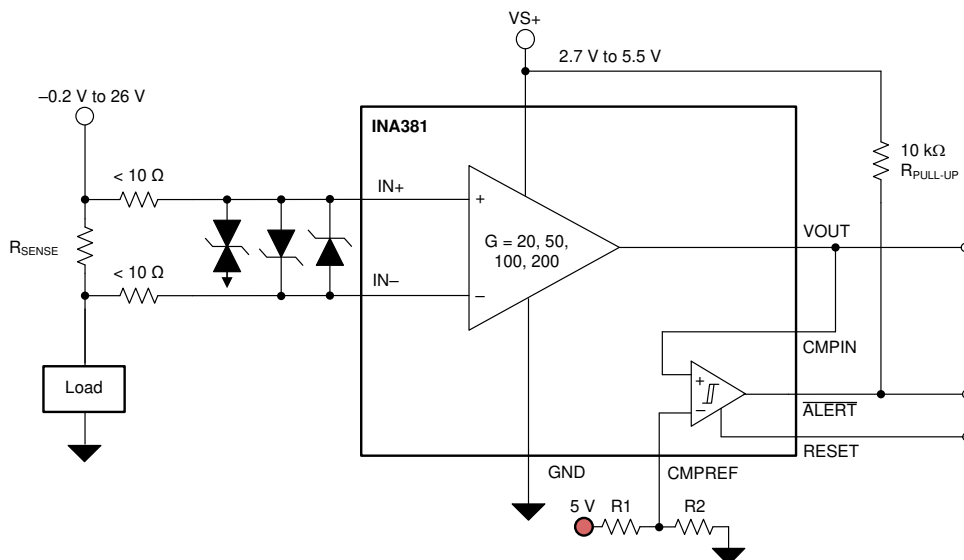 VS+
2.7 V to 5.5 V
–0.2 V to 26 V
INA381
10 kΩ
RPULL-UP
< 10 Ω
IN+
+
RSENSE
G = 20, 50,
100, 200
VOUT
< 10 Ω
IN–
–
CMPIN
Load
+
–
ALERT
RESET
GND
CMPREF
5 V
R1
R2